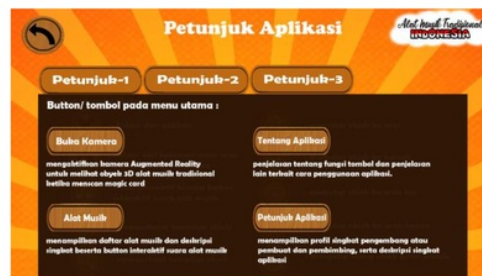 Petunjuk Aplikasi
Alat Musik Tradisional
INDONESIA
Petunjuk-1
Petunjuk-2
Petunjuk-3
Button/ tombol pada menu utama :
Buka Kamera
mengaktifkan kamera Augmented Reality
untuk melihat obyek 3D alat musik tradisional
ketika menscan magic card
Tentang Aplikasi
penjelasan tentang fungsi tombol dan penjelasan
lain terkait cara penggunaan aplikasi.
Alat Musik
menampilkan daftar alat musik dan deskripsi
singkat beserta button interaktif suara alat musik
Petunjuk Aplikasi
menampilkan profil singkat pengembang atau
pembuat dan pembimbing, serta deskripsi singkat
aplikasi